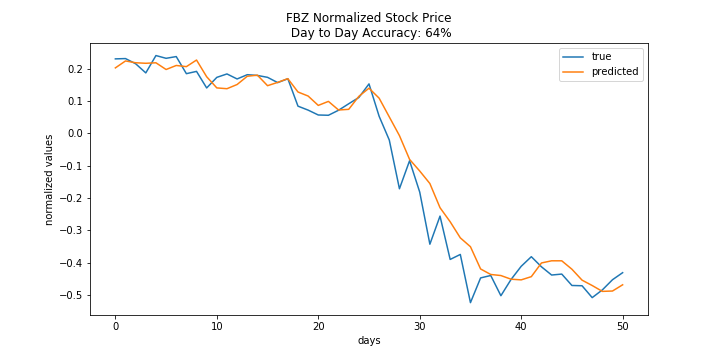 FBZ Normalized Stock Price
Day to Day Accuracy: 64%
true
predicted
normalized values
0.2
0.1
0.0
−0.1
−0.2
−0.3
−0.4
−0.5
0 10 20 30 40 50
days